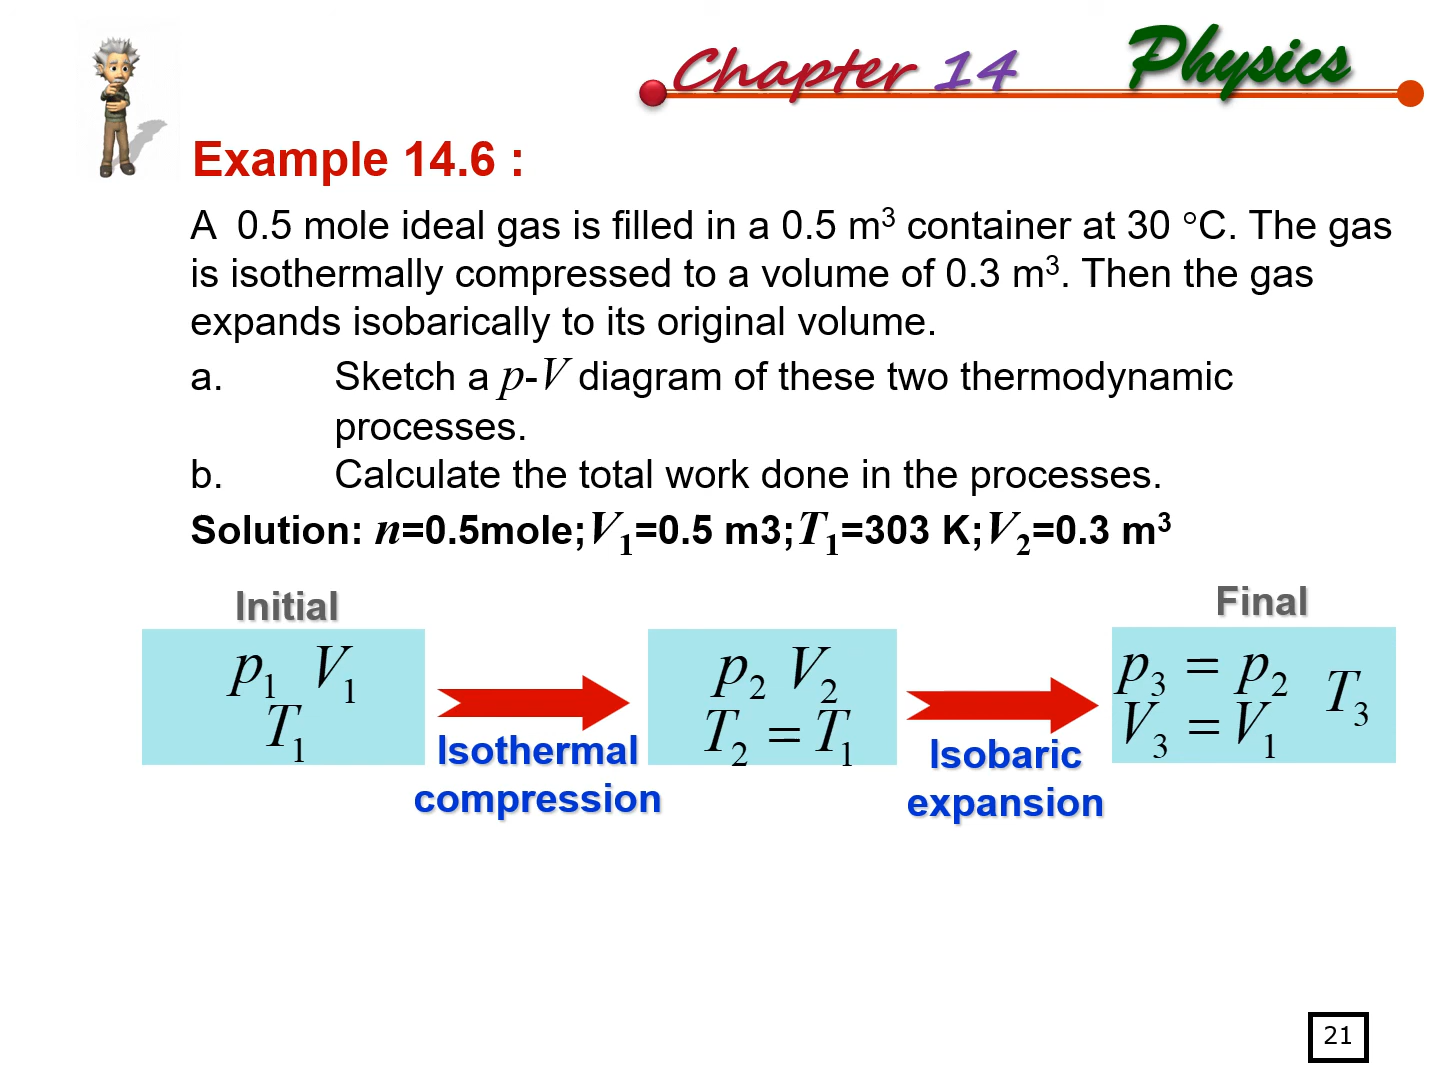 Chapter 14 Physics
Example 14.6 :
A 0.5 mole ideal gas is filled in a 0.5 m³ container at 30 °C. The gas
is isothermally compressed to a volume of 0.3 m³. Then the gas
expands isobarically to its original volume.
a. Sketch a p-V diagram of these two thermodynamic
processes.
b. Calculate the total work done in the processes.
Solution: n=0.5mole;V₁=0.5 m3;T₁=303 K;V₂=0.3 m³
Initial
p₁ V₁
T₁
Isothermal
compression
p₂ V₂
T₂ = T₁
Isobaric
expansion
Final
p₃ = p₂ T₃
V₃ = V₁
21